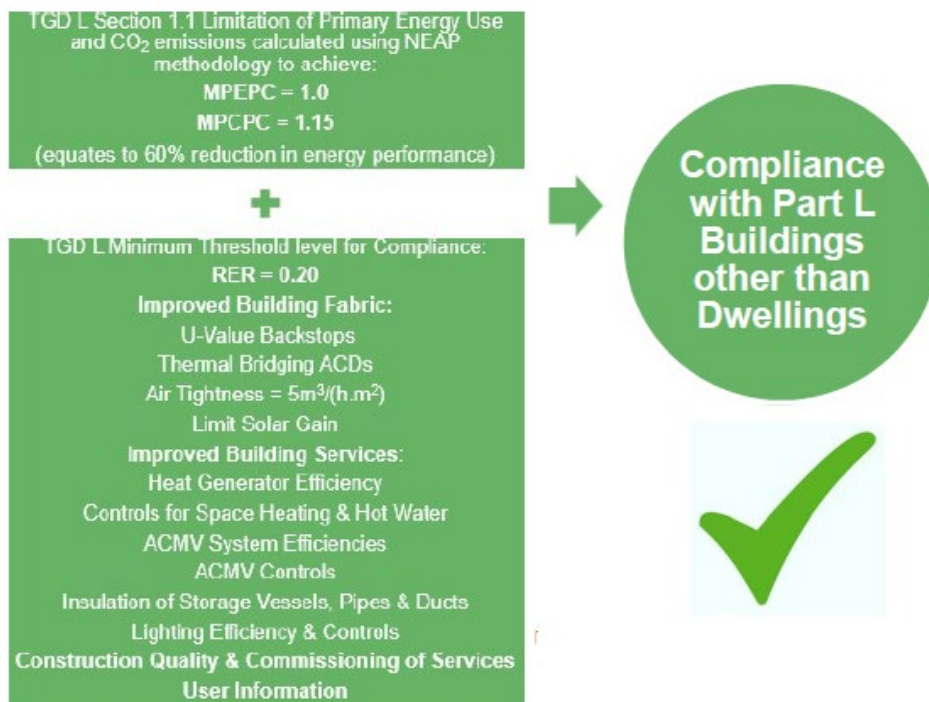 TGD L Section 1.1 Limitation of Primary Energy Use
and CO₂ emissions calculated using NEAP
methodology to achieve:
MPEPC = 1.0
MPCPC = 1.15
(equates to 60% reduction in energy performance)
TGD L Minimum Threshold level for Compliance:
RER = 0.20
Improved Building Fabric:
U-Value Backstops
Thermal Bridging ACDs
Air Tightness = 5m³/(h.m²)
Limit Solar Gain
Improved Building Services:
Heat Generator Efficiency
Controls for Space Heating & Hot Water
ACMV System Efficiencies
ACMV Controls
Insulation of Storage Vessels, Pipes & Ducts
Lighting Efficiency & Controls
Construction Quality & Commissioning of Services
User Information
Compliance
with Part L
Buildings
other than
Dwellings